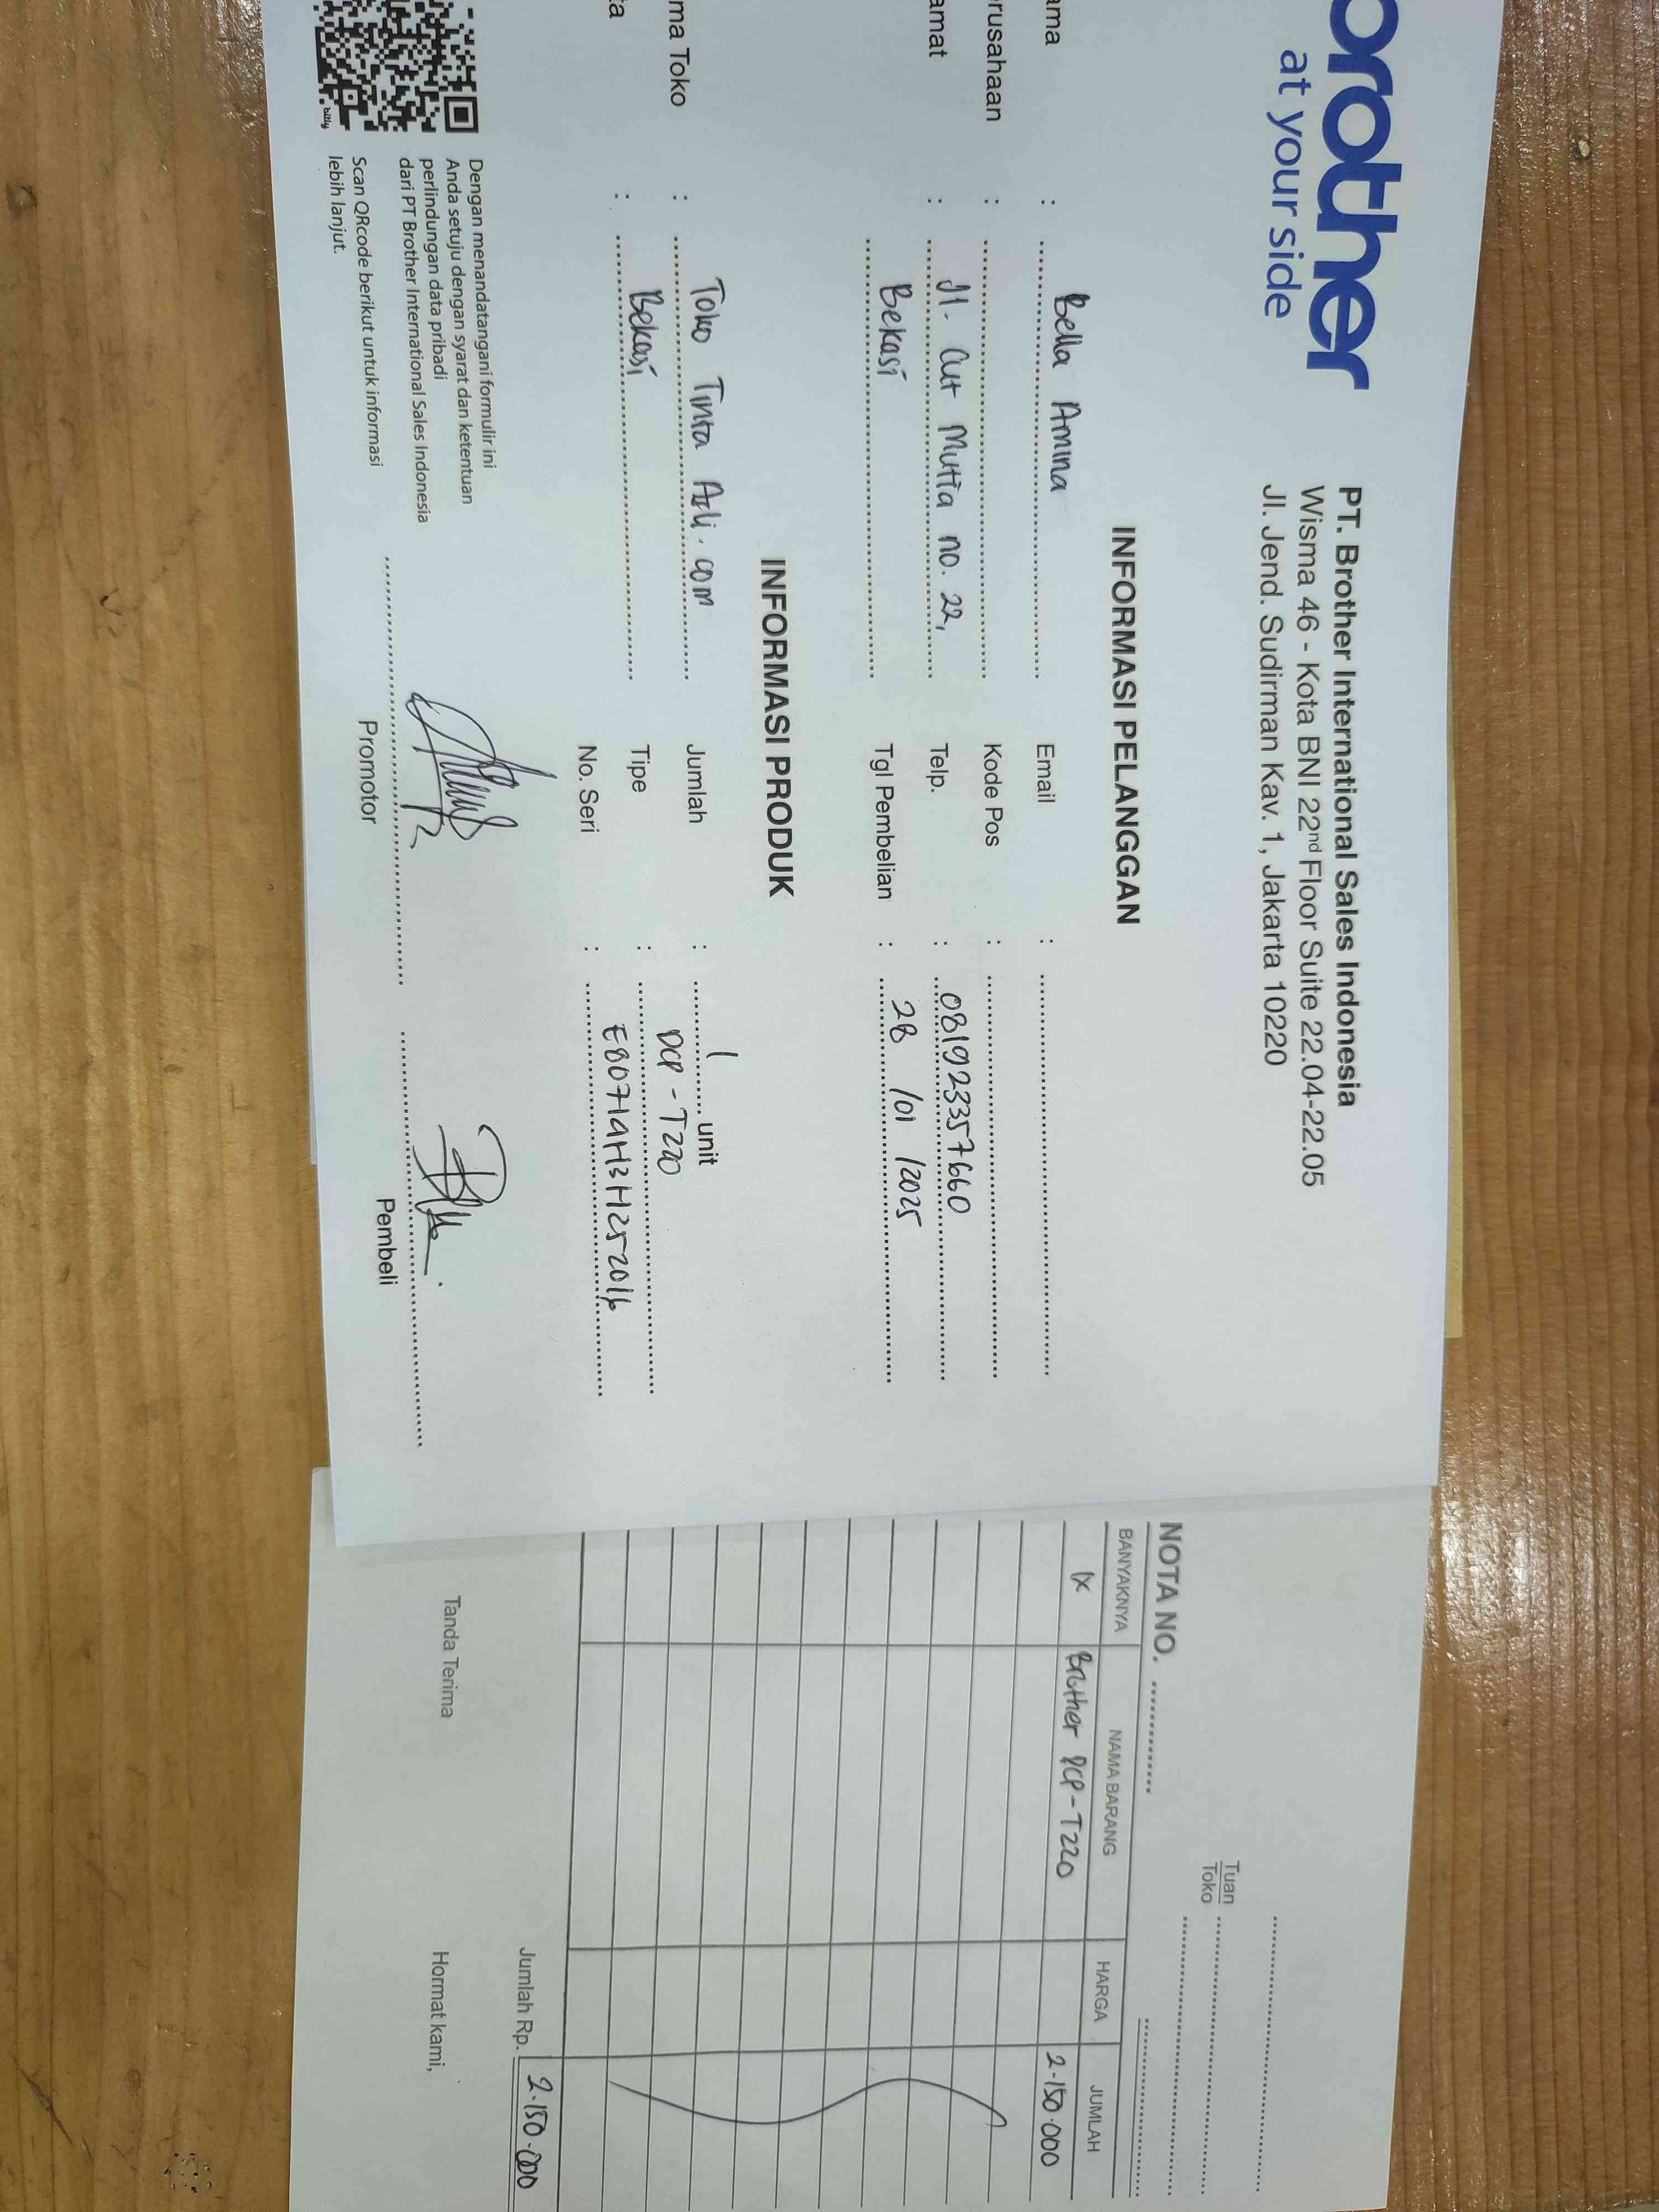 brother
at your side
PT. Brother International Sales Indonesia
Wisma 46 - Kota BNI 22nd Floor Suite 22.04-22.05
Jl. Jend. Sudirman Kav. 1, Jakarta 10220
INFORMASI PELANGGAN
ama : Bella Amina
Email :
erusahaan :
Kode Pos :
amat : Jl. Cut Mutia no. 22,
Bekasi
Telp. : 081923357660
Tgl Pembelian : 28 / 01 / 2025
INFORMASI PRODUK
ma Toko : Toko Tinta Asli. com
Jumlah : 1 unit
ta : Bekasi
Tipe : DCP - T220
No. Seri :
Dengan menandatangani formulir ini
Anda setuju dengan syarat dan ketentuan
perlindungan data pribadi
dari PT Brother International Sales Indonesia
Scan QRcode berikut untuk informasi
lebih lanjut.
bitly
Promotor
Pembeli
Tuan
Toko
NOTA NO.
BANYAKNYA NAMA BARANG HARGA JUMLAH
1x Brother DCP - T220 2.150.000
Jumlah Rp. 2.150.000
Tanda Terima
Hormat kami,